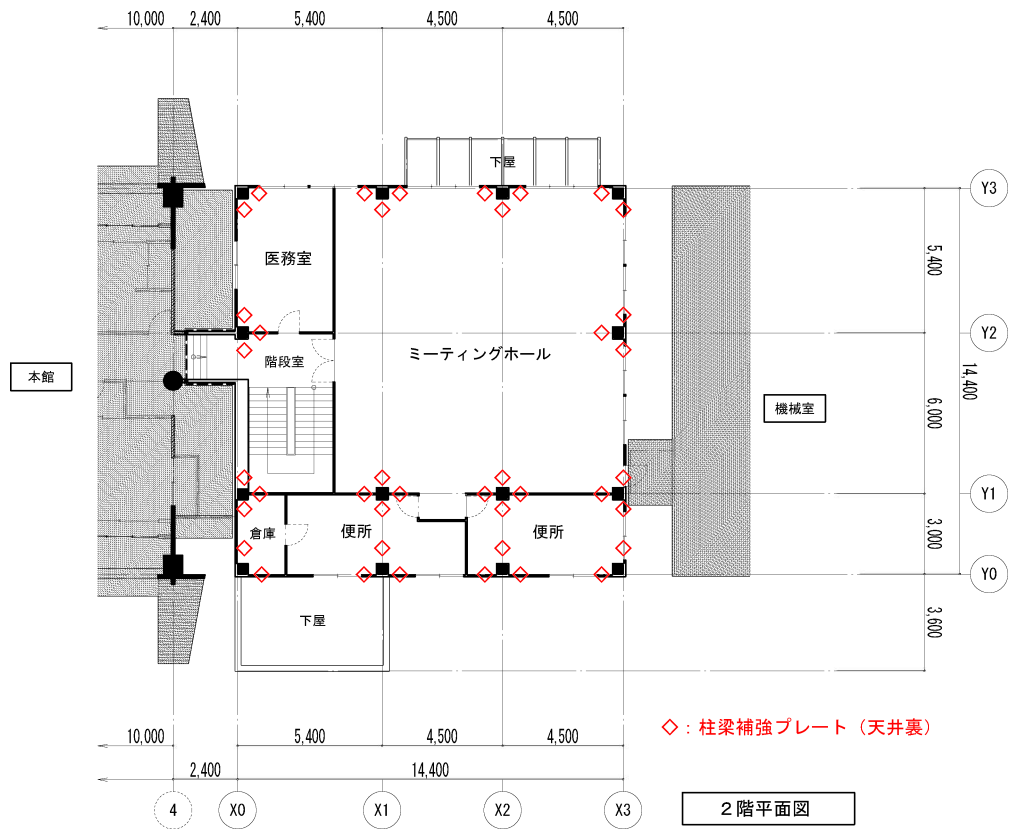 10,000 2,400 5,400 4,500 4,500
下屋
Y3
医務室
5,400
Y2
階段室
ミーティングホール
本館
14,400
機械室
6,000
Y1
倉庫
便所
便所
3,000
Y0
下屋
3,600
◇：柱梁補強プレート（天井裏）
10,000 5,400 4,500 4,500
2,400 14,400
4 X0 X1 X2 X3
２階平面図